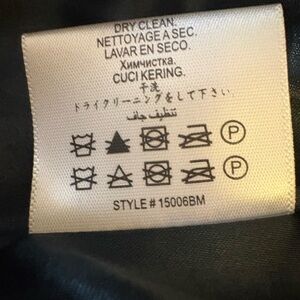 DRY CLEAN.
NETTOYAGE A SEC.
LAVAR EN SECO.
Химчистка.
CUCI KERING.
干洗
ドライクリーニングをして下さい.
تنظيف جاف
P
P
STYLE # 15006BM